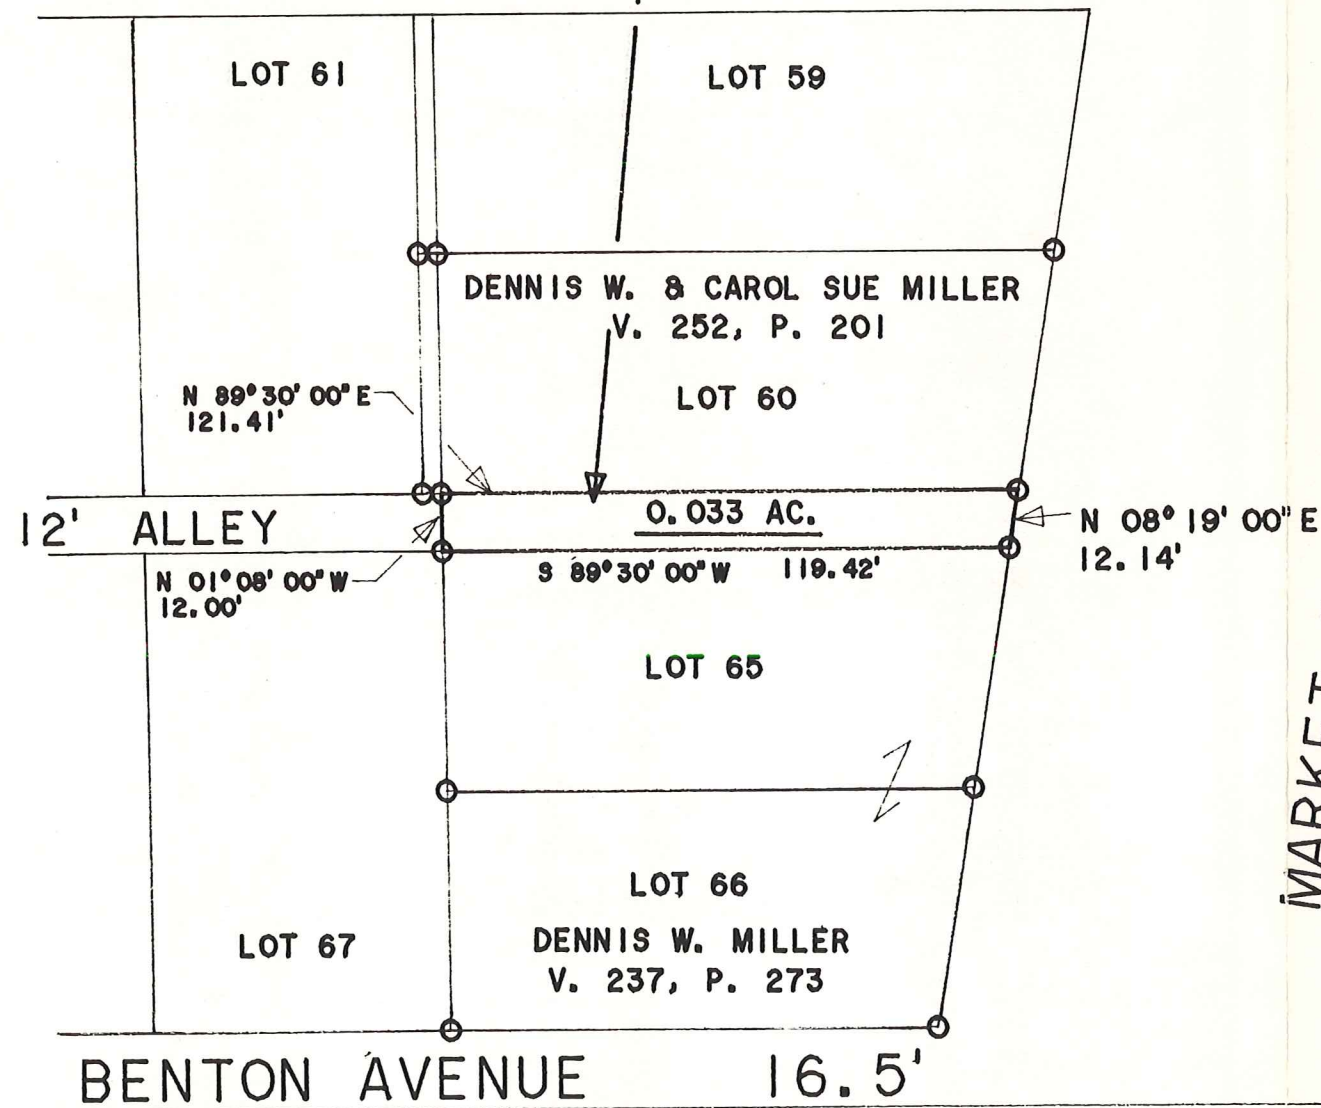 LOT 61
LOT 59
DENNIS W. & CAROL SUE MILLER
V. 252, P. 201
N 89° 30' 00" E
121.41'
LOT 60
12' ALLEY
0.033 AC.
N 08° 19' 00" E
12.14'
N 01° 08' 00" W
12.00'
S 89° 30' 00" W 119.42'
LOT 65
MARKET
LOT 66
LOT 67
DENNIS W. MILLER
V. 237, P. 273
BENTON AVENUE 16.5'